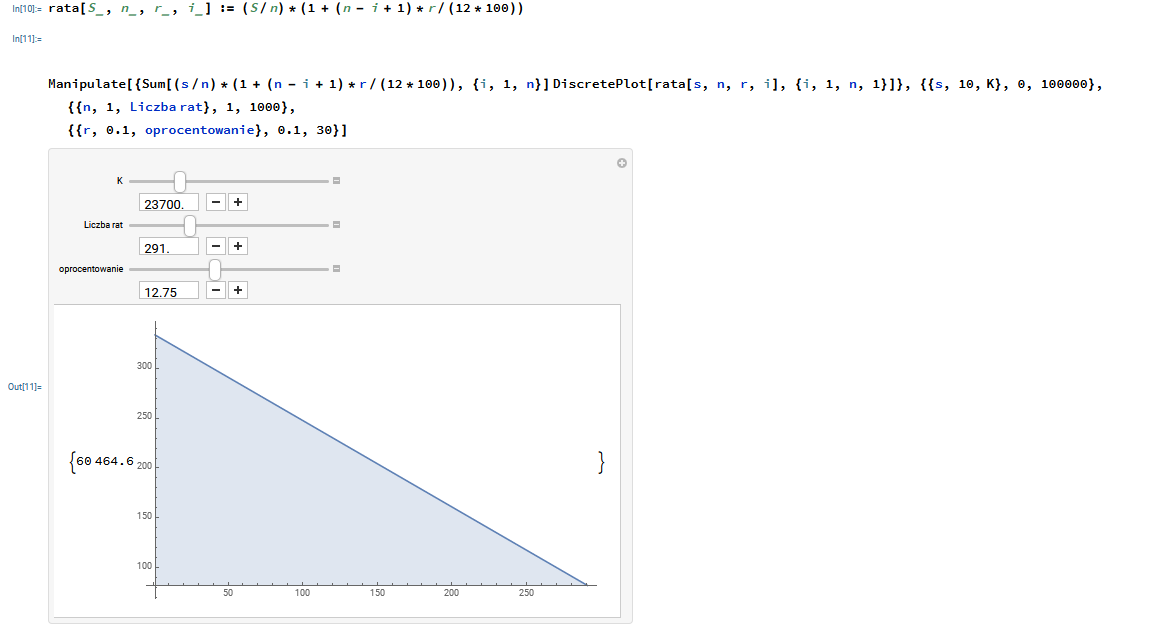 In[10]:= rata[S_, n_, r_, i_] := (S/n)*(1 + (n - i + 1)*r/(12*100))
In[11]:=
Manipulate[{Sum[(s/n)*(1 + (n - i + 1)*r/(12*100)), {i, 1, n}] DiscretePlot[rata[s, n, r, i], {i, 1, n, 1}]}, {{s, 10, K}, 0, 100000},
{{n, 1, Liczba rat}, 1, 1000},
{{r, 0.1, oprocentowanie}, 0.1, 30}]
K
23700. - +
Liczba rat
291. - +
oprocentowanie
12.75 - +
300
250
Out[11]=
{60 464.6 200 }
150
100
50 100 150 200 250